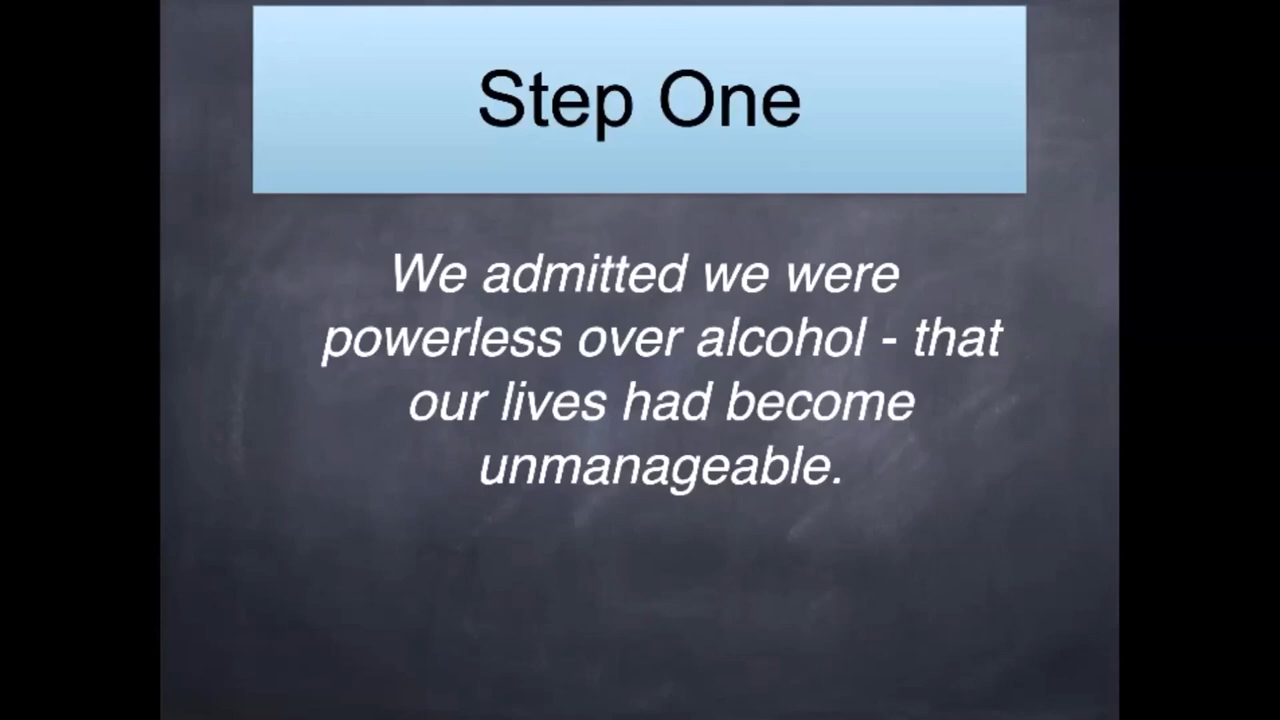 Step One
We admitted we were
powerless over alcohol - that
our lives had become
unmanageable.